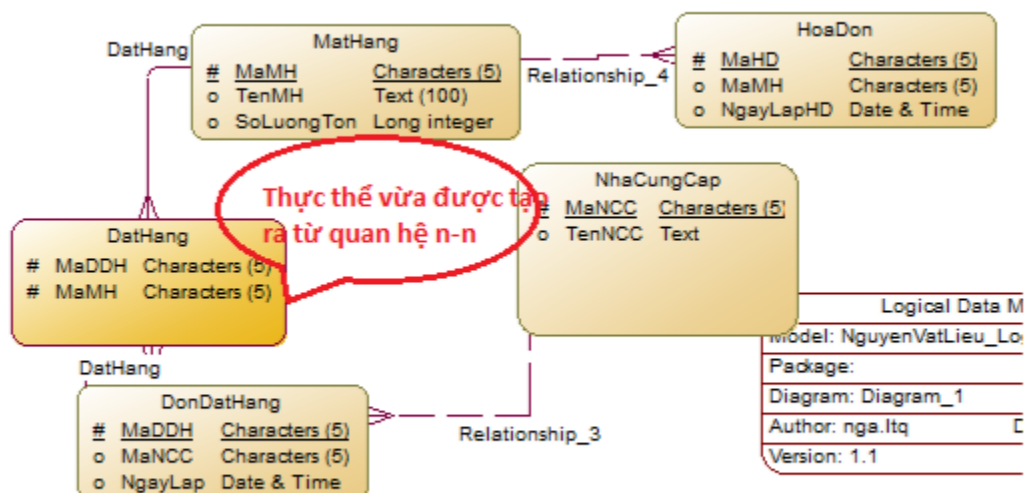 DatHang
MatHang
# MaMH Characters (5)
o TenMH Text (100)
o SoLuongTon Long integer
Relationship_4
HoaDon
# MaHD Characters (5)
o MaMH Characters (5)
o NgayLapHD Date & Time
Thực thể vừa được tạo
ra từ quan hệ n-n
NhaCungCap
# MaNCC Characters (5)
o TenNCC Text
DatHang
# MaDDH Characters (5)
# MaMH Characters (5)
DatHang
DonDatHang
# MaDDH Characters (5)
o MaNCC Characters (5)
o NgayLap Date & Time
Relationship_3
Logical Data M
Model: NguyenVatLieu_Lo
Package:
Diagram: Diagram_1
Author: nga.ltq D
Version: 1.1